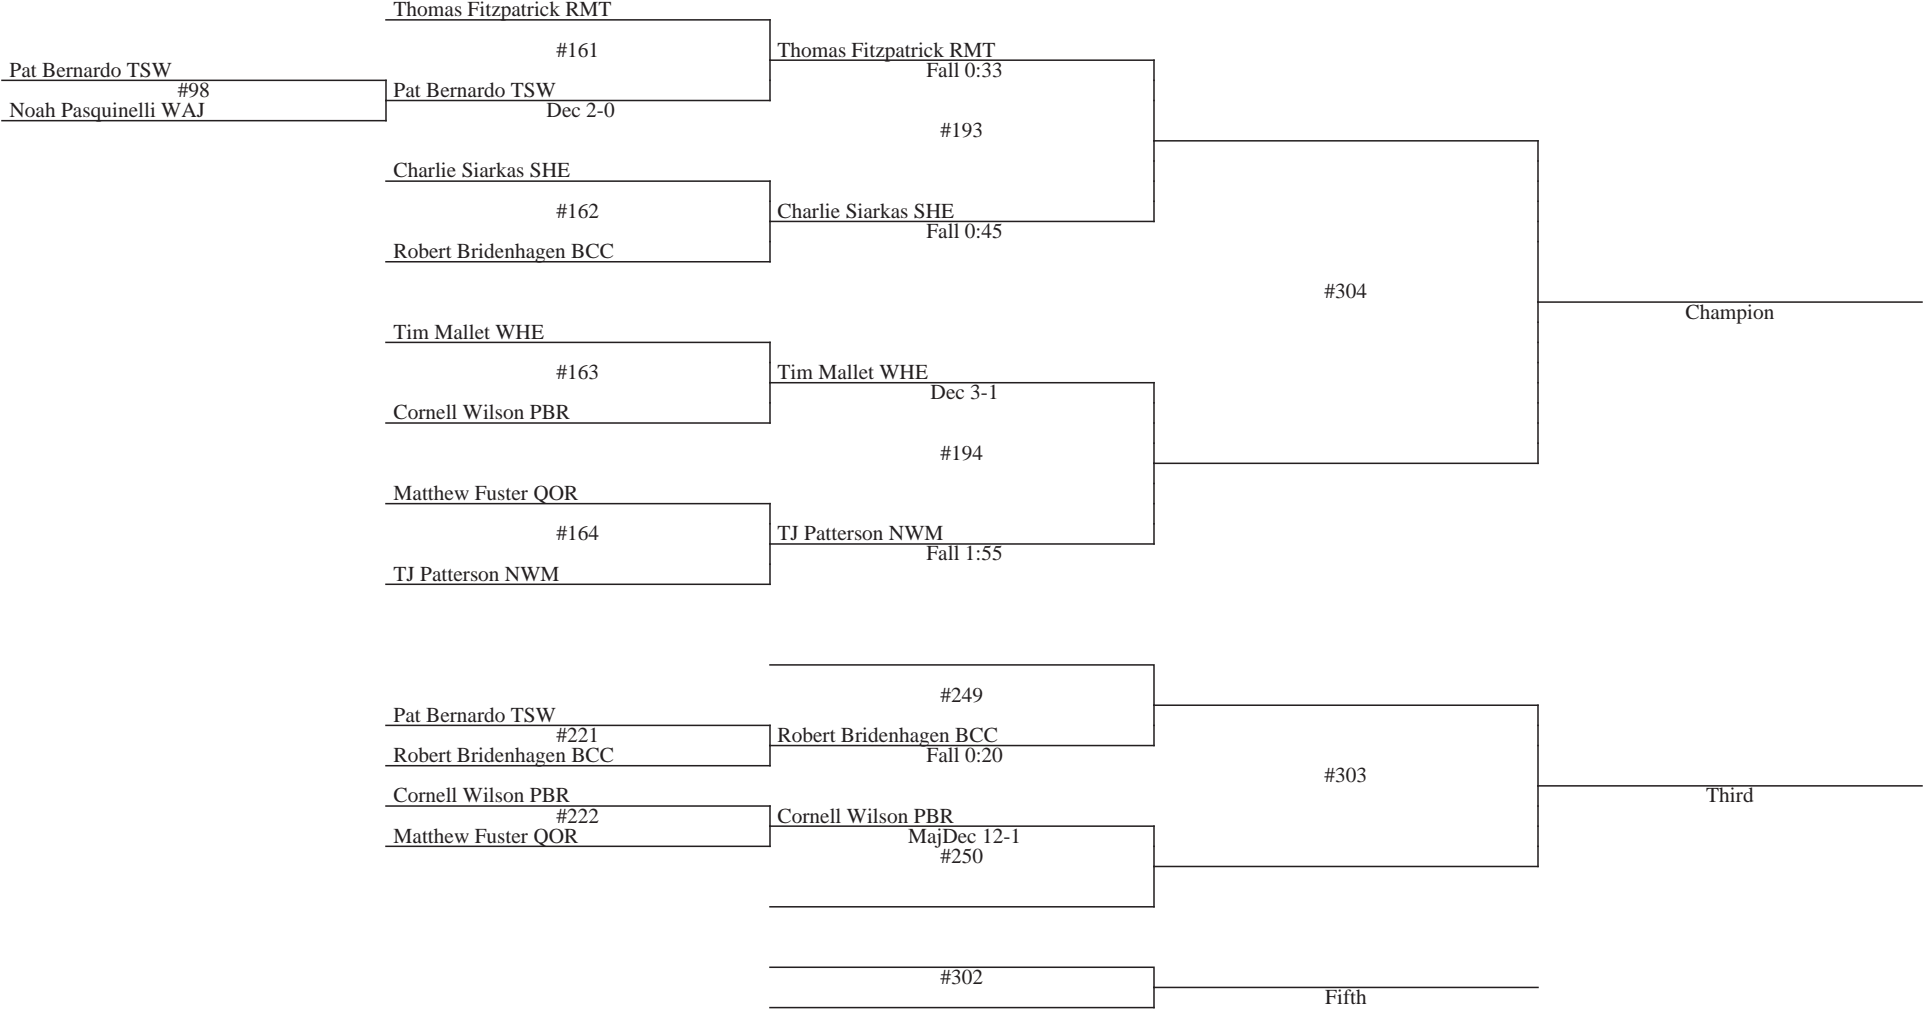 Thomas Fitzpatrick RMT
#161
Thomas Fitzpatrick RMT
Fall 0:33
Pat Bernardo TSW
#98
Pat Bernardo TSW
Noah Pasquinelli WAJ
Dec 2-0
#193
Charlie Siarkas SHE
#162
Charlie Siarkas SHE
Fall 0:45
Robert Bridenhagen BCC
#304
Champion
Tim Mallet WHE
#163
Tim Mallet WHE
Dec 3-1
Cornell Wilson PBR
#194
Matthew Fuster QOR
#164
TJ Patterson NWM
Fall 1:55
TJ Patterson NWM
#249
Pat Bernardo TSW
#221
Robert Bridenhagen BCC
Robert Bridenhagen BCC
Fall 0:20
#303
Third
Cornell Wilson PBR
#222
Cornell Wilson PBR
Matthew Fuster QOR
MajDec 12-1
#250
#302
Fifth